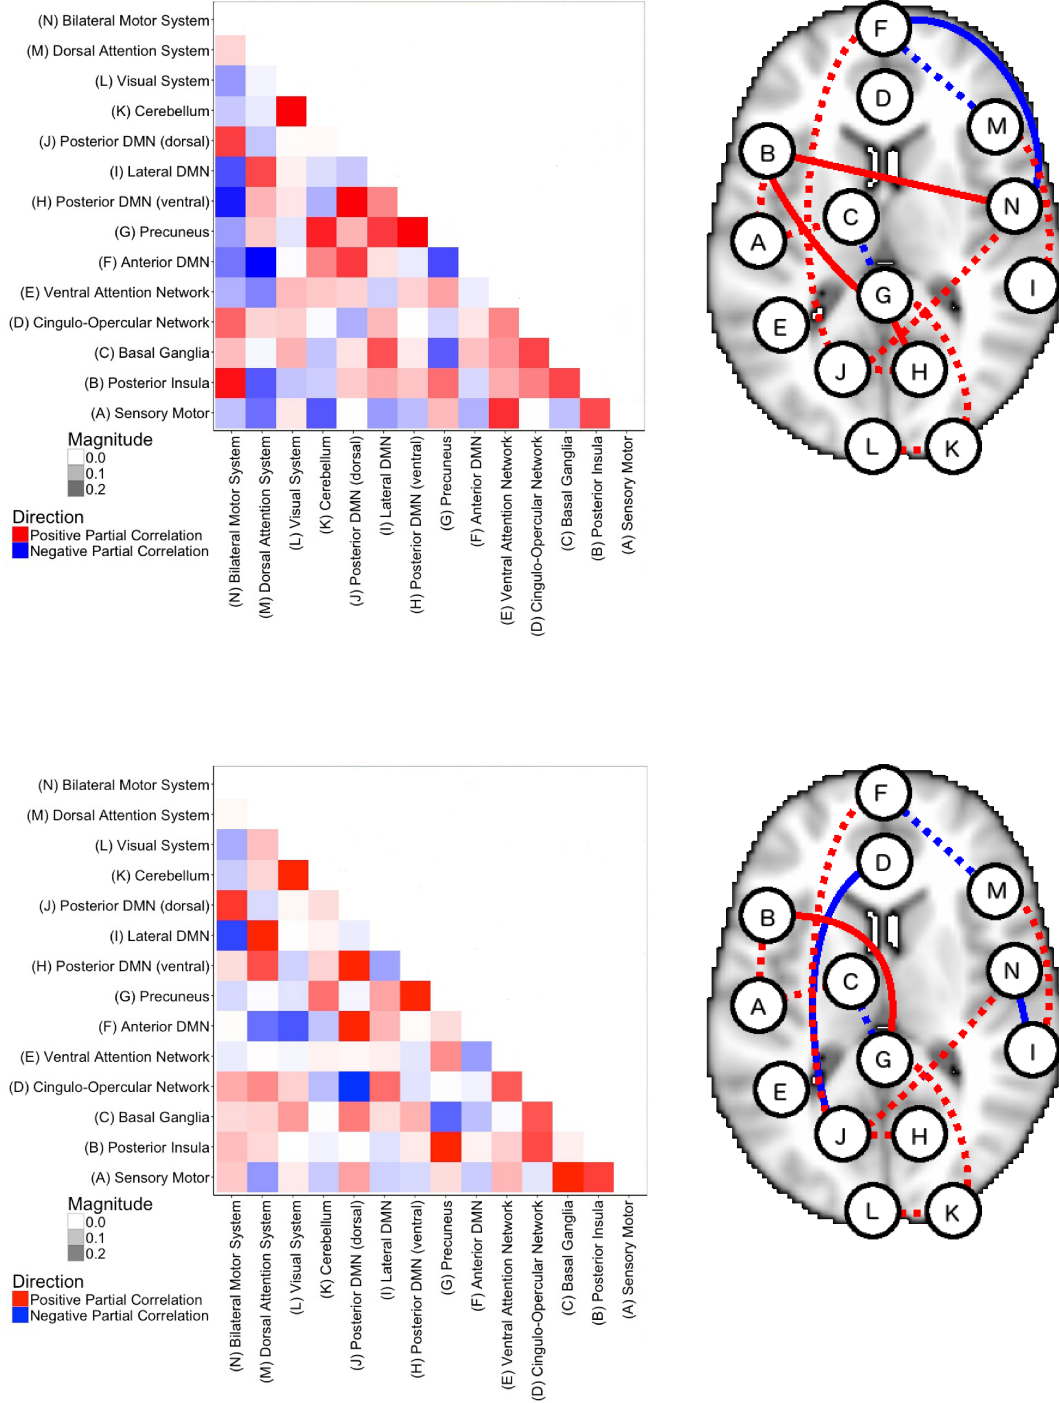 (N) Bilateral Motor System
(M) Dorsal Attention System
(L) Visual System
(K) Cerebellum
(J) Posterior DMN (dorsal)
(I) Lateral DMN
(H) Posterior DMN (ventral)
(G) Precuneus
(F) Anterior DMN
(E) Ventral Attention Network
(D) Cingulo-Opercular Network
(C) Basal Ganglia
(B) Posterior Insula
(A) Sensory Motor
(N) Bilateral Motor System
(M) Dorsal Attention System
(L) Visual System
(K) Cerebellum
(J) Posterior DMN (dorsal)
(I) Lateral DMN
(H) Posterior DMN (ventral)
(G) Precuneus
(F) Anterior DMN
(E) Ventral Attention Network
(D) Cingulo-Opercular Network
(C) Basal Ganglia
(B) Posterior Insula
(A) Sensory Motor
Magnitude
0.0
0.1
0.2
Direction
Positive Partial Correlation
Negative Partial Correlation
F
D
M
B
N
C
A
G
I
E
J
H
L
K
(N) Bilateral Motor System
(M) Dorsal Attention System
(L) Visual System
(K) Cerebellum
(J) Posterior DMN (dorsal)
(I) Lateral DMN
(H) Posterior DMN (ventral)
(G) Precuneus
(F) Anterior DMN
(E) Ventral Attention Network
(D) Cingulo-Opercular Network
(C) Basal Ganglia
(B) Posterior Insula
(A) Sensory Motor
(N) Bilateral Motor System
(M) Dorsal Attention System
(L) Visual System
(K) Cerebellum
(J) Posterior DMN (dorsal)
(I) Lateral DMN
(H) Posterior DMN (ventral)
(G) Precuneus
(F) Anterior DMN
(E) Ventral Attention Network
(D) Cingulo-Opercular Network
(C) Basal Ganglia
(B) Posterior Insula
(A) Sensory Motor
Magnitude
0.0
0.1
0.2
Direction
Positive Partial Correlation
Negative Partial Correlation
F
D
M
B
N
C
A
G
I
E
J
H
L
K